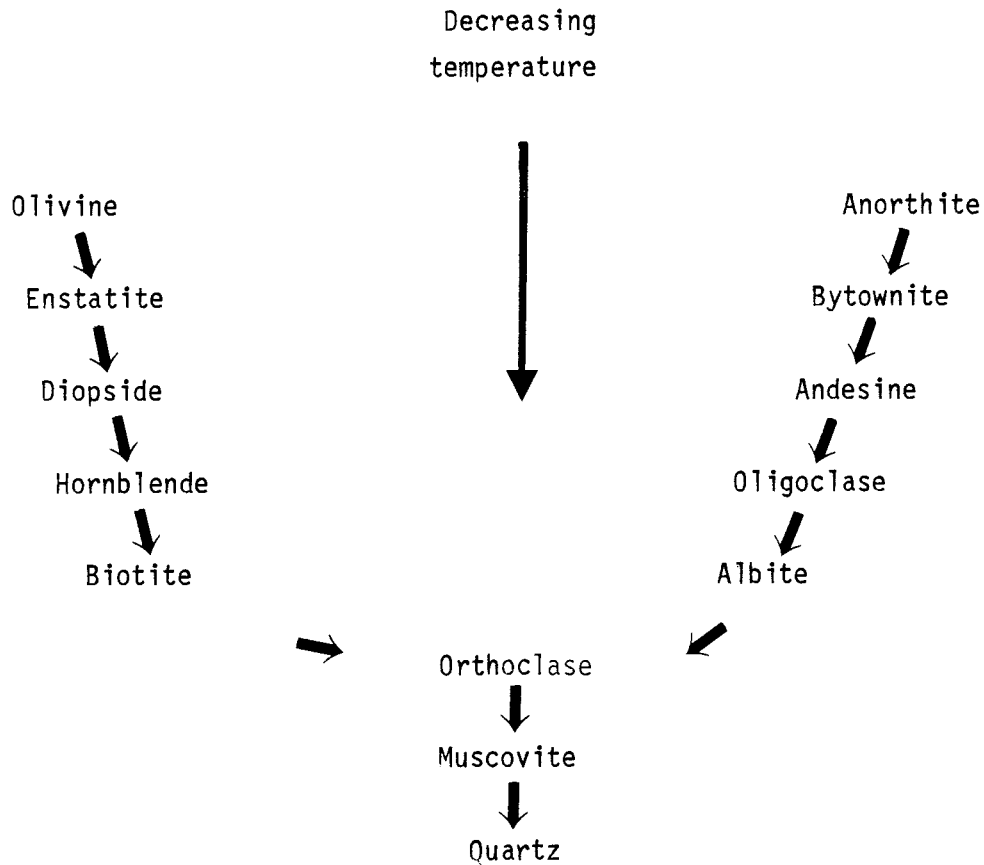 Decreasing
temperature
Olivine
Anorthite
Enstatite
Bytownite
Diopside
Andesine
Hornblende
Oligoclase
Biotite
Albite
Orthoclase
Muscovite
Quartz